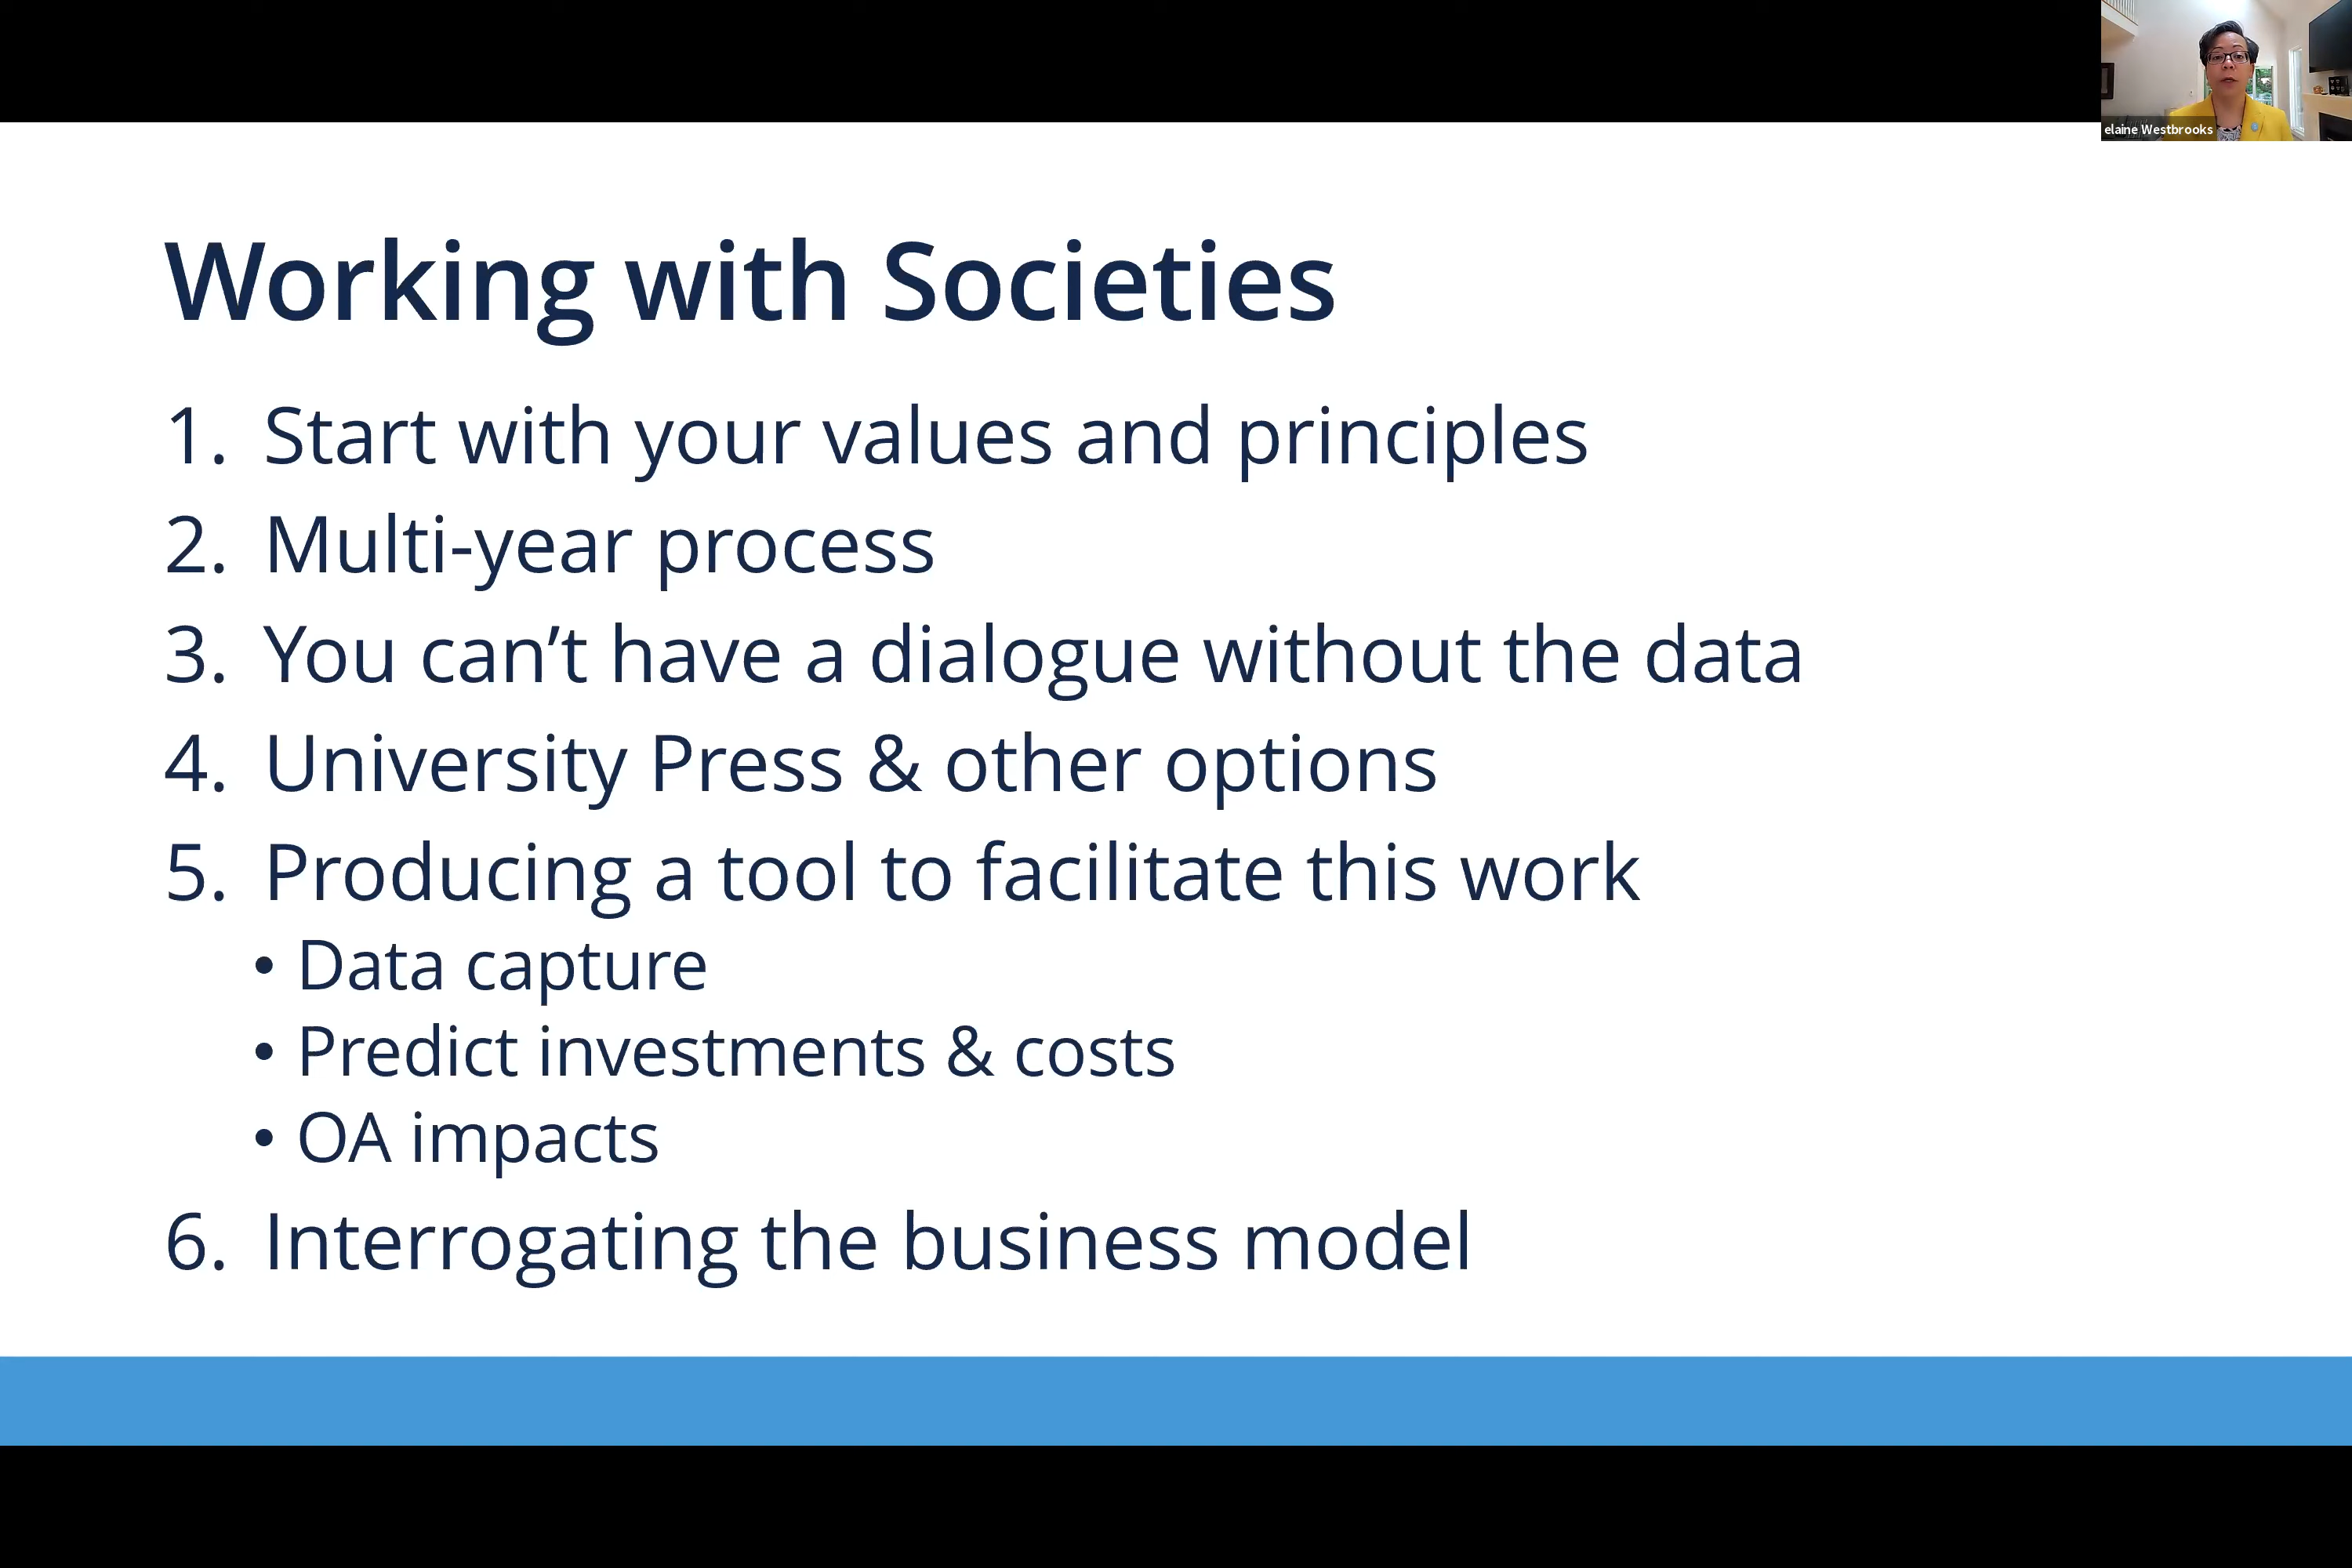 elaine Westbrooks
Working with Societies
1. Start with your values and principles
2. Multi-year process
3. You can’t have a dialogue without the data
4. University Press & other options
5. Producing a tool to facilitate this work
• Data capture
• Predict investments & costs
• OA impacts
6. Interrogating the business model